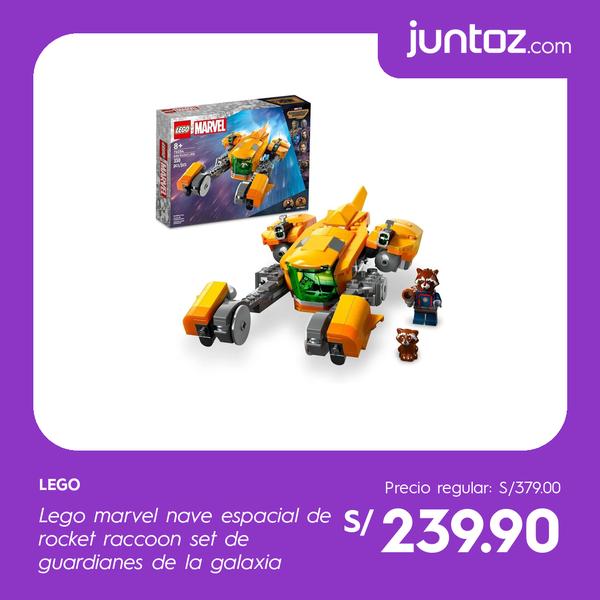 juntoz.com
LEGO MARVEL
8+
LEGO
Precio regular: S/379.00
Lego marvel nave espacial de
rocket raccoon set de
guardianes de la galaxia
S/ 239.90